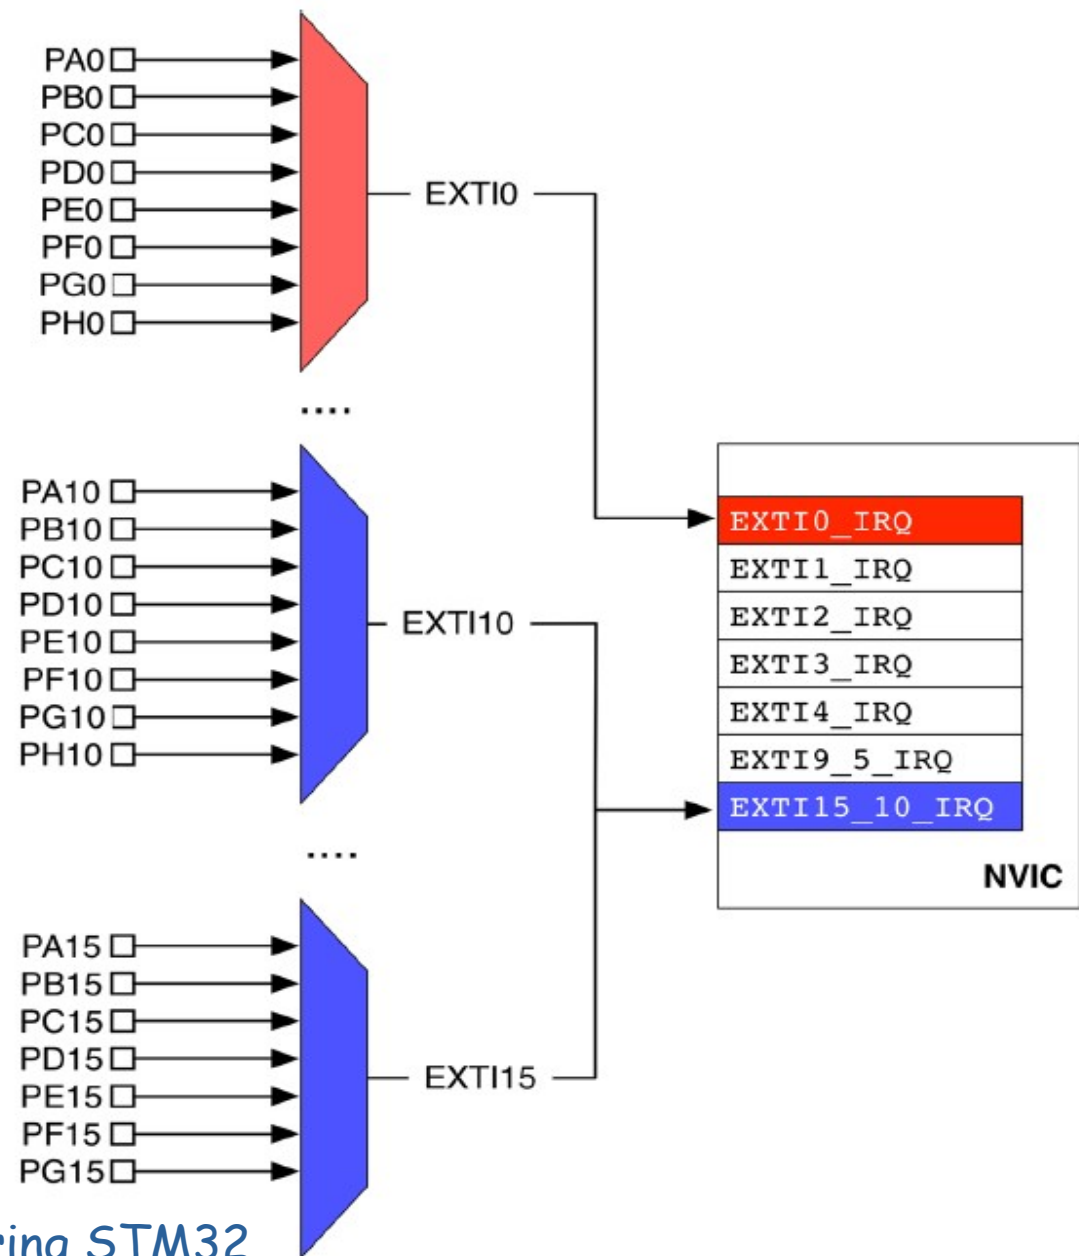 PA0
PB0
PC0
PD0
PE0
PF0
PG0
PH0
EXTI0
....
PA10
PB10
PC10
PD10
PE10
PF10
PG10
PH10
EXTI10
....
PA15
PB15
PC15
PD15
PE15
PF15
PG15
EXTI15
EXTI0_IRQ
EXTI1_IRQ
EXTI2_IRQ
EXTI3_IRQ
EXTI4_IRQ
EXTI9_5_IRQ
EXTI15_10_IRQ
NVIC
STM32